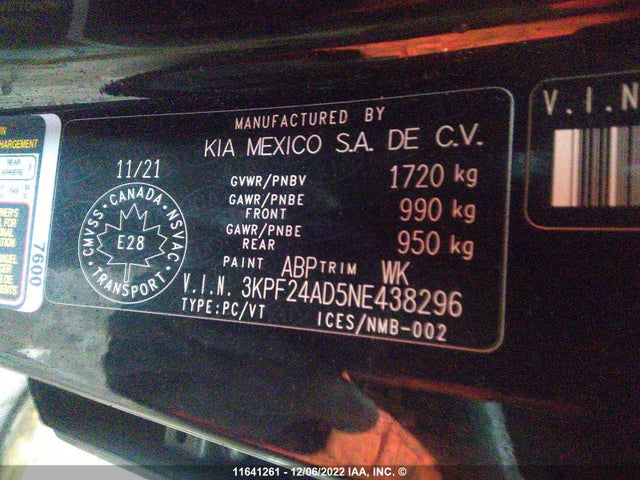 MANUFACTURED BY
KIA MEXICO S.A. DE C.V.
11/21
GVWR/PNBV 1720 kg
GAWR/PNBE FRONT 990 kg
GAWR/PNBE REAR 950 kg
PAINT ABP TRIM WK
V.I.N. 3KPF24AD5NE438296
TYPE:PC/VT ICES/NMB-002
CANADA
CMVSS NSVAC
E28
TRANSPORT
V.I.N
HARGEMENT
REAR
7600
11641261 - 12/06/2022 IAA, INC. ©